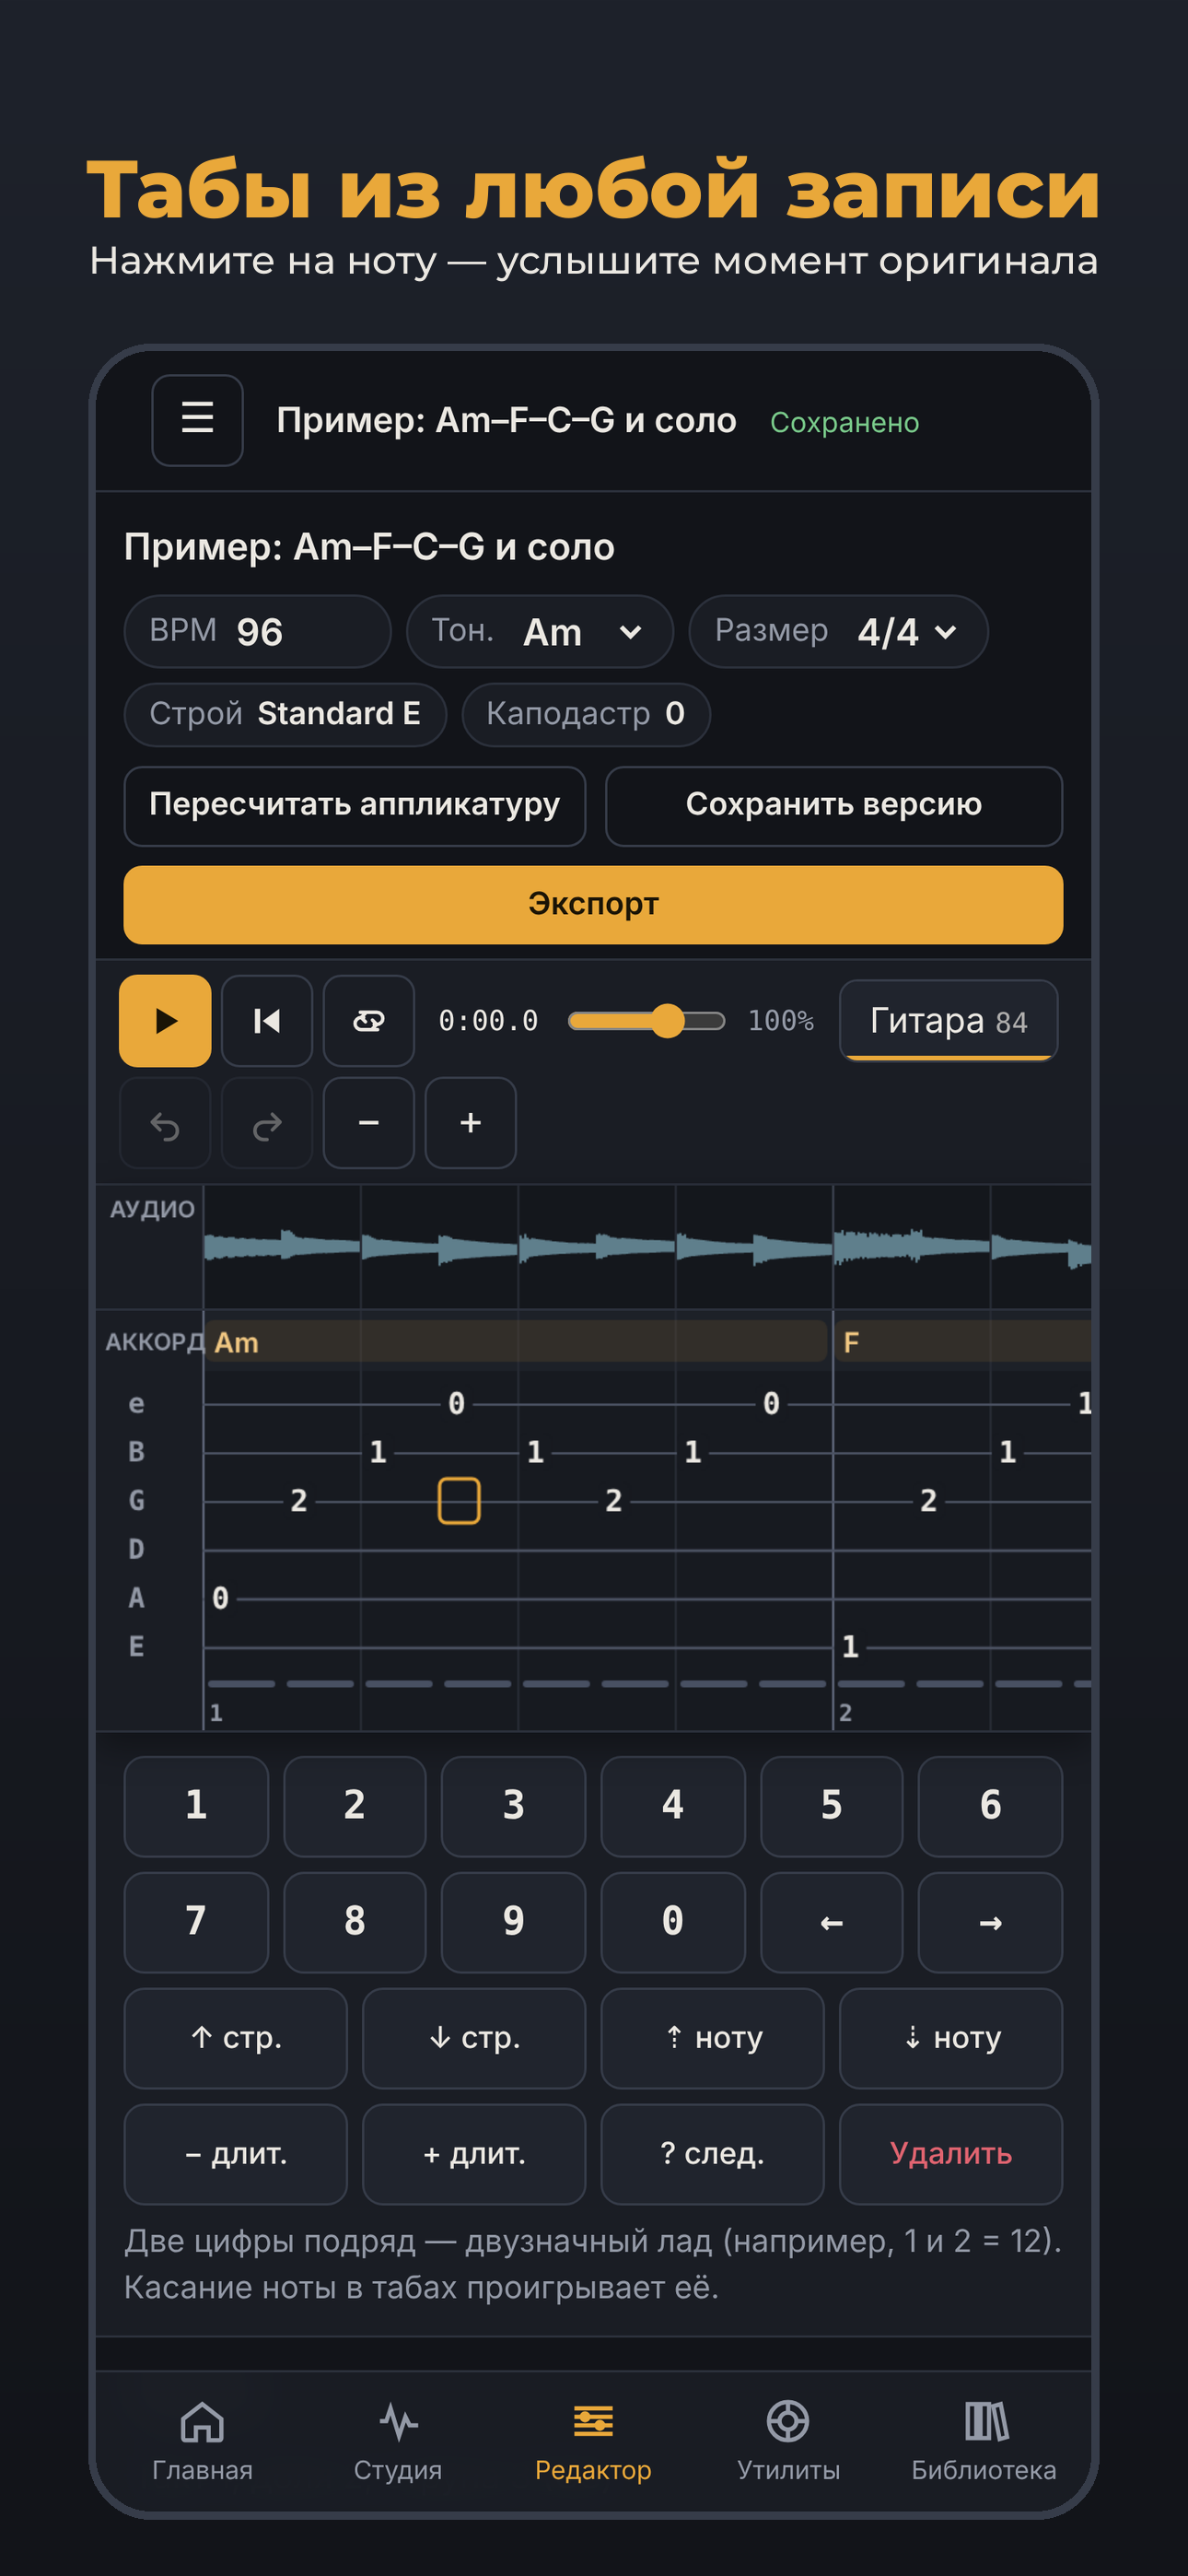 Табы из любой записи
Нажмите на ноту — услышите момент оригинала
Пример: Am–F–C–G и соло Сохранено
Пример: Am–F–C–G и соло
BPM 96 Тон. Am Размер 4/4
Строй Standard E Каподастр 0
Пересчитать аппликатуру Сохранить версию
Экспорт
0:00.0 100% Гитара 84
− +
АУДИО
АККОРД Am F
e 0 0 1
B 1 1 1 1
G 2 2 2
D
A 0
E 1
1 2
1 2 3 4 5 6
7 8 9 0 ← →
↑ стр. ↓ стр. ⇡ ноту ⇣ ноту
− длит. + длит. ? след. Удалить
Две цифры подряд — двузначный лад (например, 1 и 2 = 12).
Касание ноты в табах проигрывает её.
Главная Студия Редактор Утилиты Библиотека